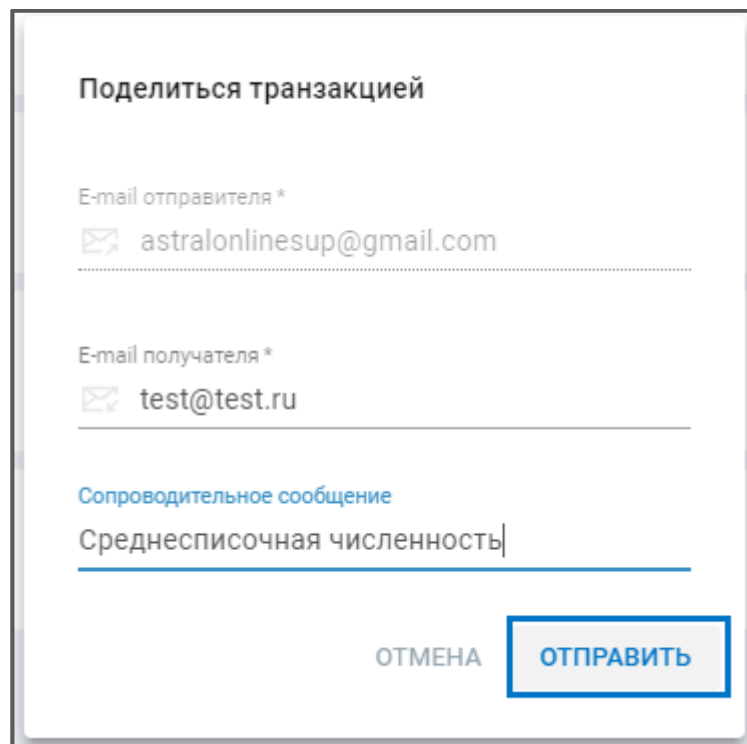 Поделиться транзакцией
E-mail отправителя *
astralonlinesup@gmail.com
E-mail получателя *
test@test.ru
Сопроводительное сообщение
Среднесписочная численность
ОТМЕНА ОТПРАВИТЬ